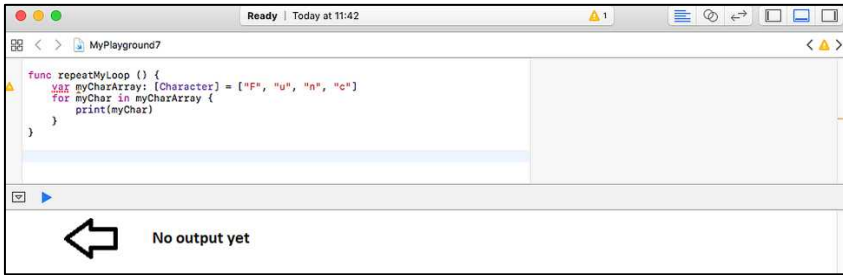 Ready | Today at 11:42
1
MyPlayground7
func repeatMyLoop () {
var myCharArray: [Character] = ["F", "u", "n", "c"]
for myChar in myCharArray {
print(myChar)
}
}
No output yet